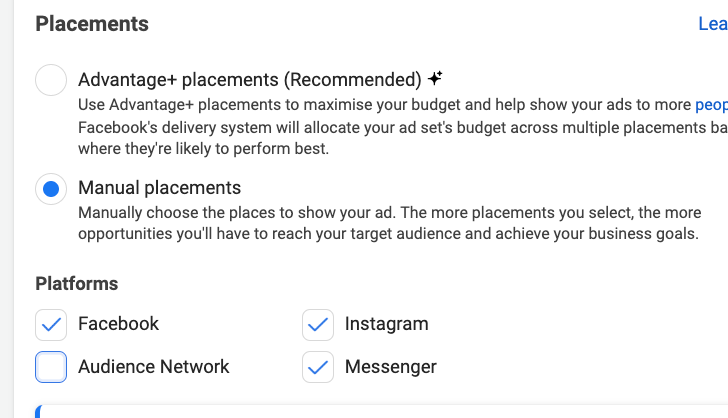 Placements
Advantage+ placements (Recommended)
Use Advantage+ placements to maximise your budget and help show your ads to more
Facebook's delivery system will allocate your ad set's budget across multiple placements
where they're likely to perform best.
Manual placements
Manually choose the places to show your ad. The more placements you select, the more
opportunities you'll have to reach your target audience and achieve your business goals.
Platforms
Facebook
Instagram
Audience Network
Messenger